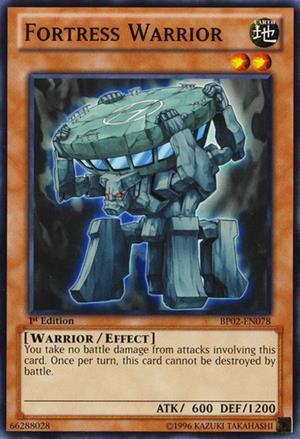 FORTRESS WARRIOR
EARTH
地
1st Edition
BP02-EN078
[WARRIOR/EFFECT]
You take no battle damage from attacks involving this
card. Once per turn, this card cannot be destroyed by
battle.
ATK/ 600 DEF/1200
66288028
©1996 KAZUKI TAKAHASHI